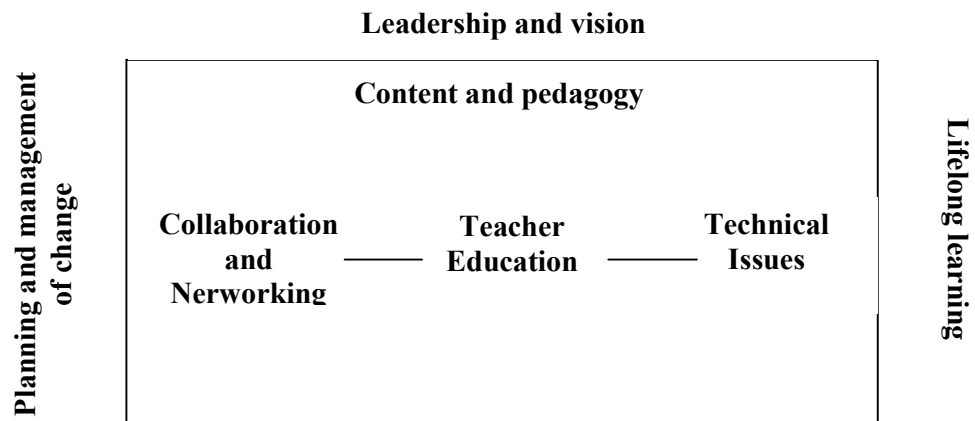 Leadership and vision
Planning and management
of change
Content and pedagogy
Collaboration
and
Nerworking
Teacher
Education
Technical
Issues
Lifelong learning